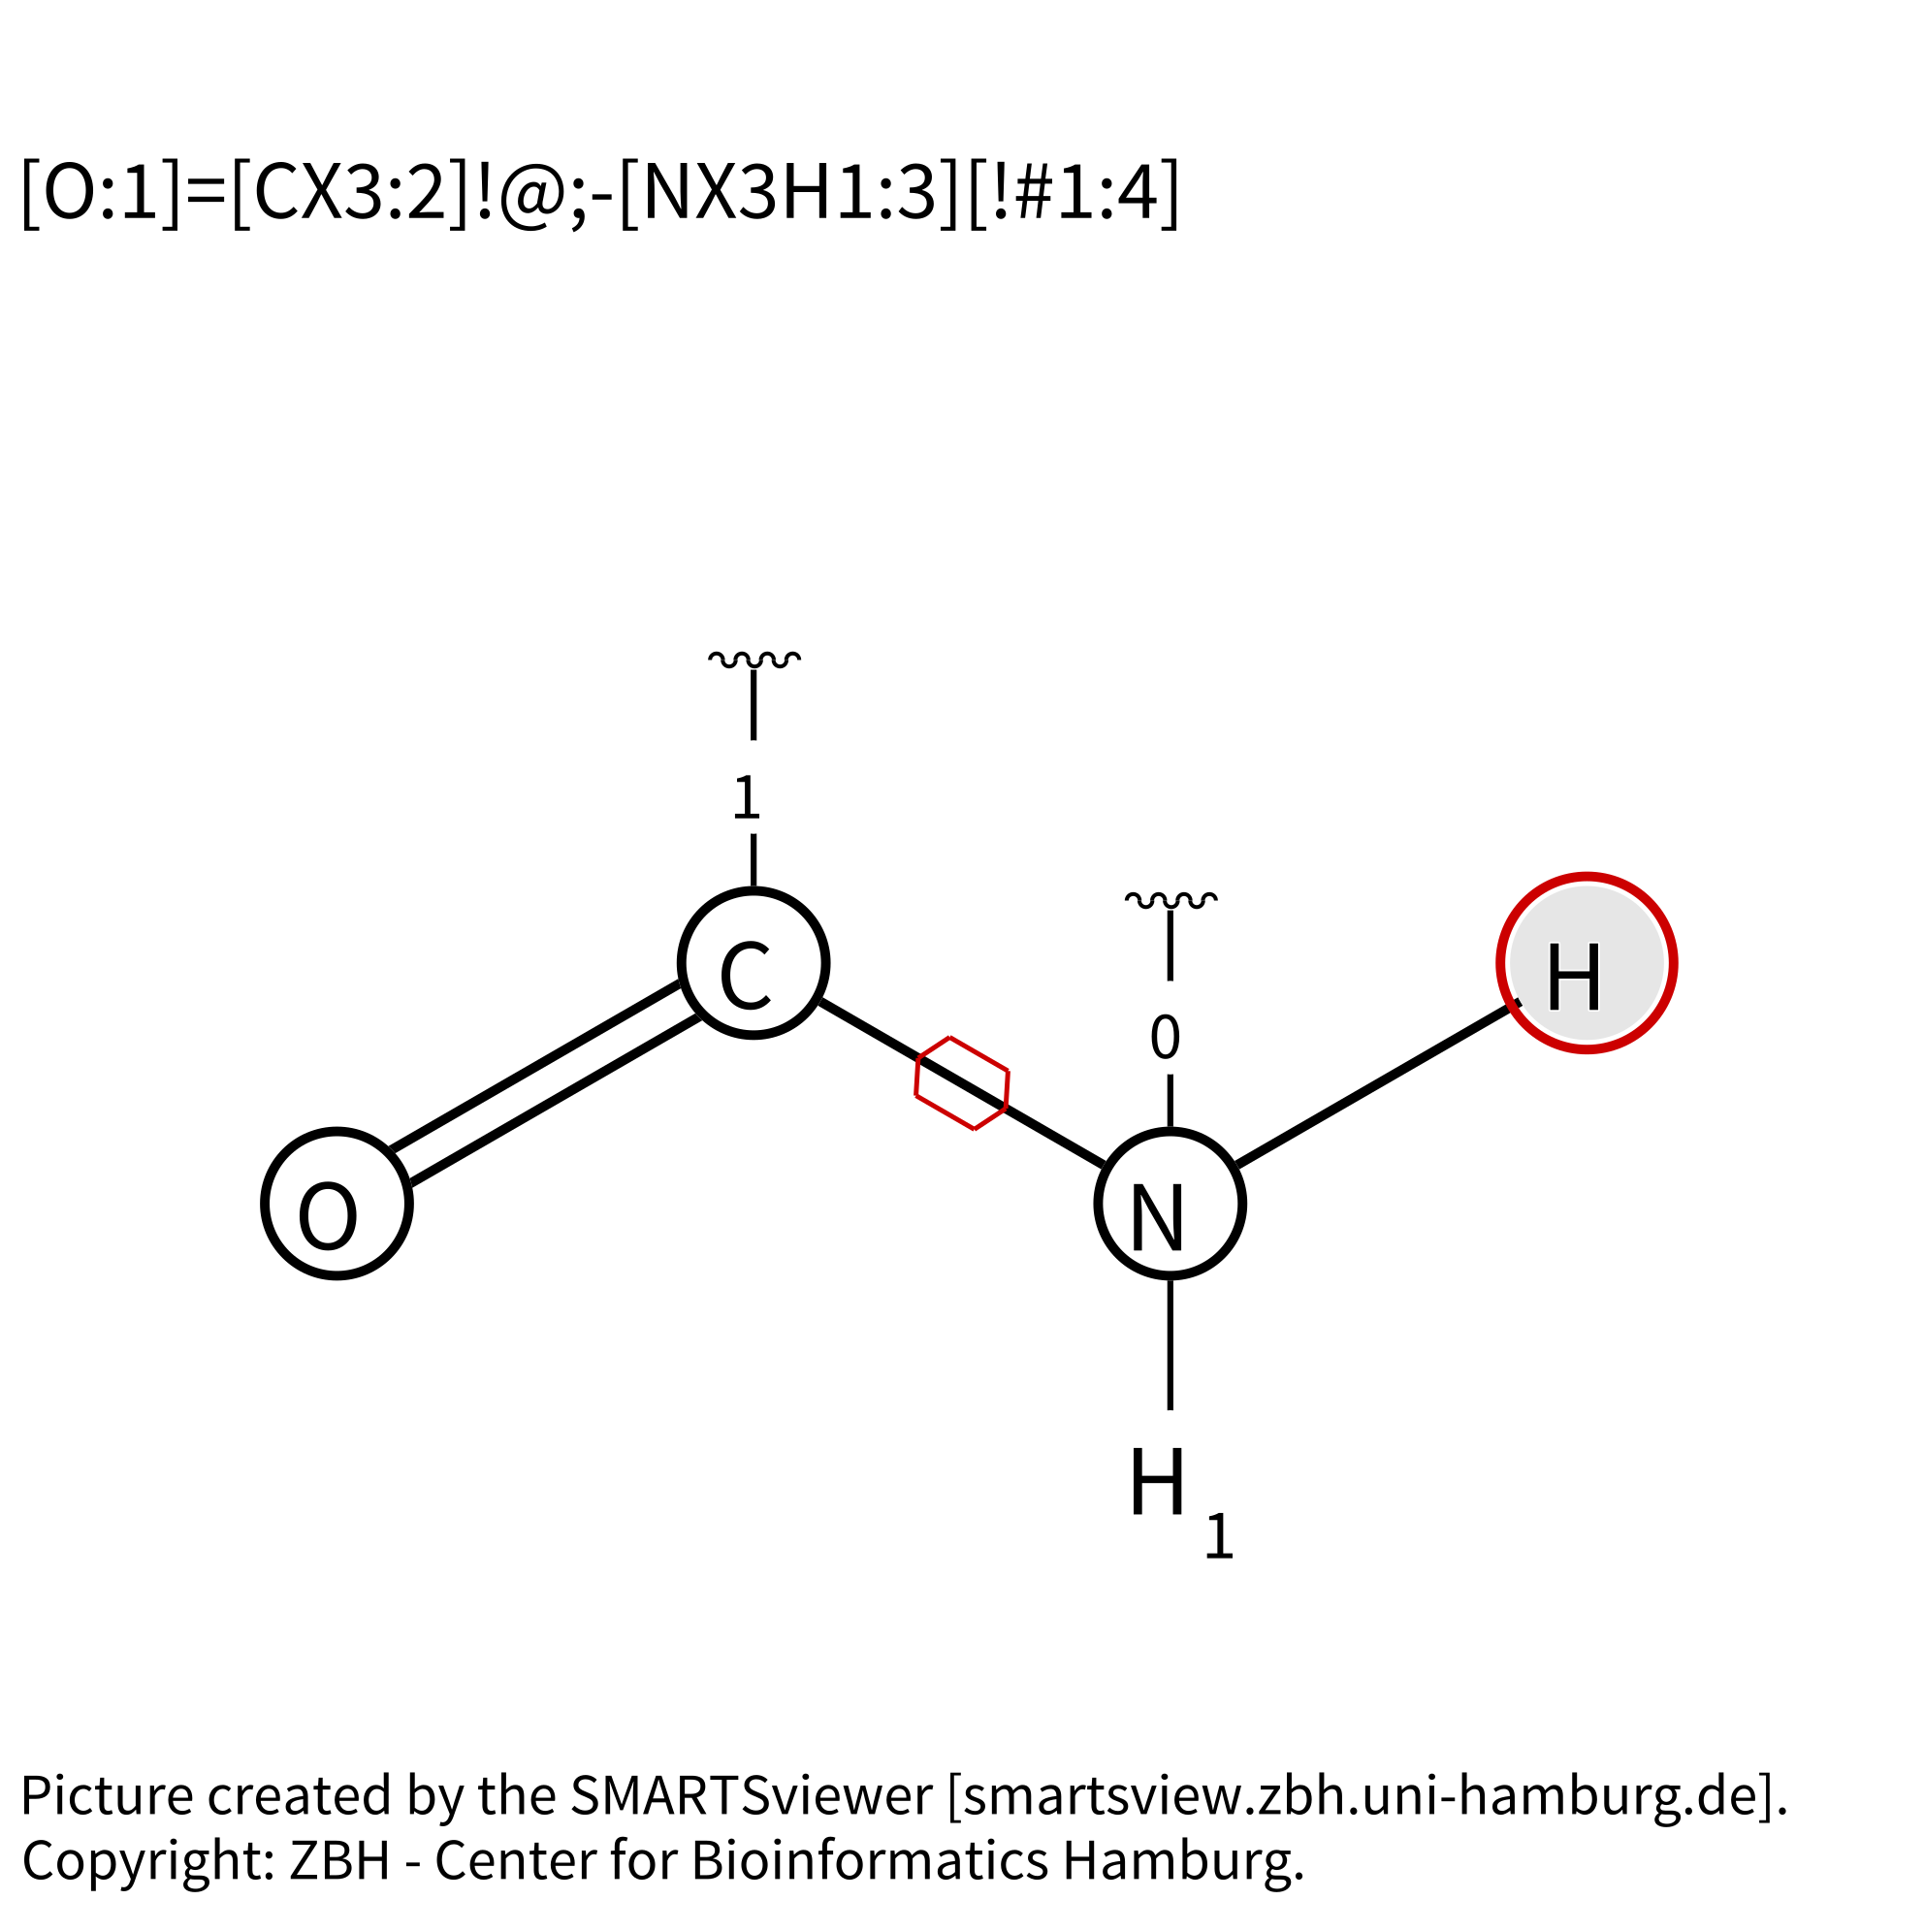 [O:1]=[CX3:2]!@;-[NX3H1:3][!#1:4]
1
C
0
H
O
N
H
1
Picture created by the SMARTSviewer [smartsview.zbh.uni-hamburg.de].
Copyright: ZBH - Center for Bioinformatics Hamburg.